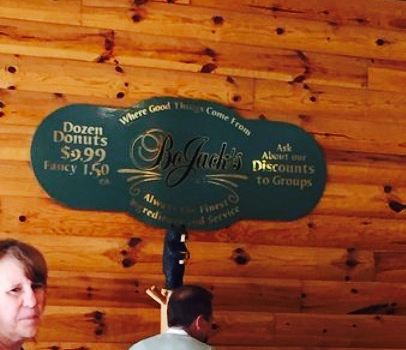 Where Good Things Come From
Dozen
Donuts
$9.99
Fancy 1.50
ea.
BoJack's
Ask
About our
Discounts
to Groups
Always the Finest
Ingredients and Service